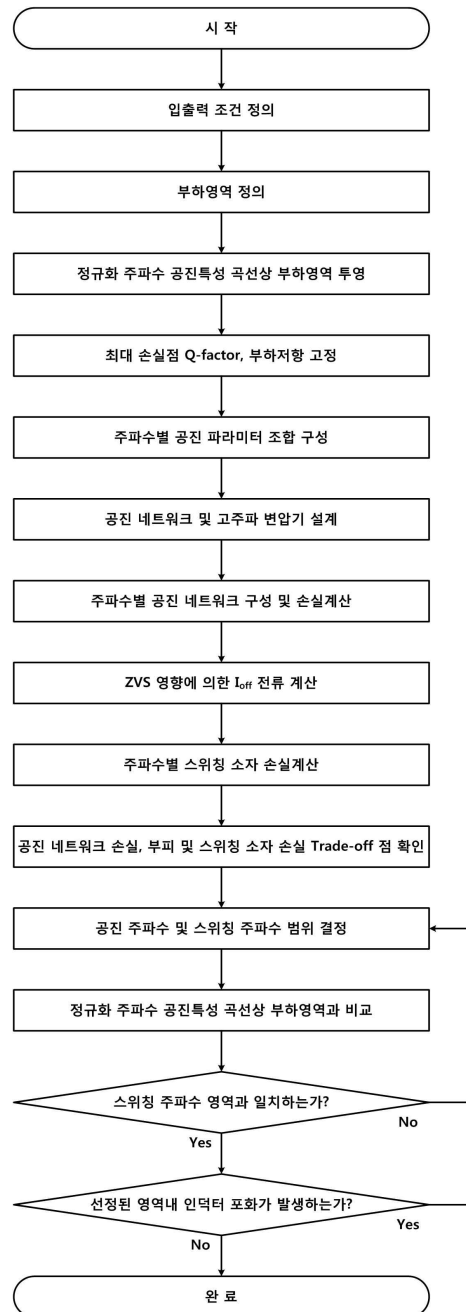 시 작
입출력 조건 정의
부하영역 정의
정규화 주파수 공진특성 곡선상 부하영역 투영
최대 손실점 Q-factor, 부하저항 고정
주파수별 공진 파라미터 조합 구성
공진 네트워크 및 고주파 변압기 설계
주파수별 공진 네트워크 구성 및 손실계산
ZVS 영향에 의한 Ioff 전류 계산
주파수별 스위칭 소자 손실계산
공진 네트워크 손실, 부피 및 스위칭 소자 손실 Trade-off 점 확인
공진 주파수 및 스위칭 주파수 범위 결정
정규화 주파수 공진특성 곡선상 부하영역과 비교
스위칭 주파수 영역과 일치하는가?
No
Yes
선정된 영역내 인덕터 포화가 발생하는가?
Yes
No
완 료